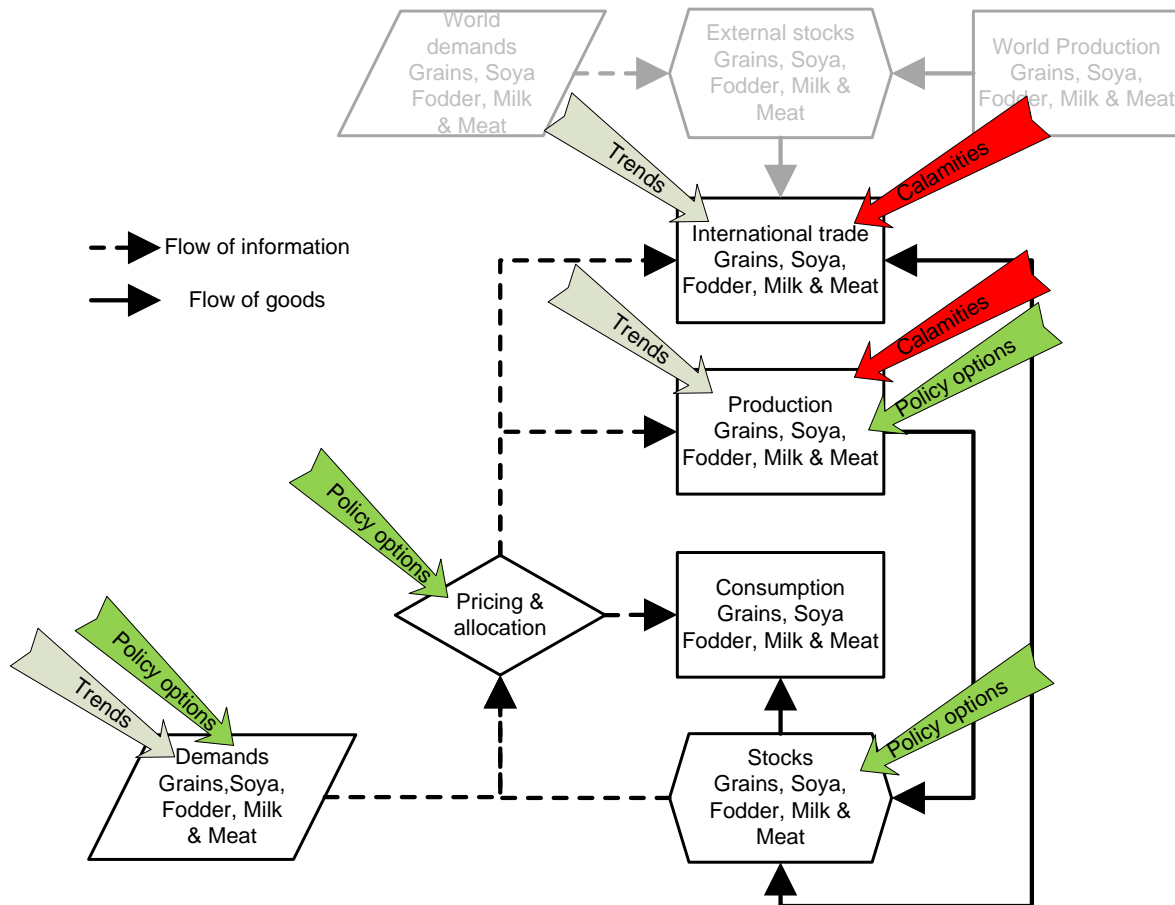 World
demands
Grains, Soya
Fodder, Milk
& Meat
External stocks
Grains, Soya,
Fodder, Milk &
Meat
World Production
Grains, Soya,
Fodder, Milk & Meat
Trends
Calamities
International trade
Grains, Soya,
Fodder, Milk & Meat
Flow of information
Flow of goods
Trends
Calamities
Policy options
Production
Grains, Soya,
Fodder, Milk & Meat
Policy options
Pricing &
allocation
Consumption
Grains, Soya
Fodder, Milk & Meat
Trends
Policy options
Demands
Grains,Soya,
Fodder, Milk
& Meat
Policy options
Stocks
Grains, Soya,
Fodder, Milk &
Meat